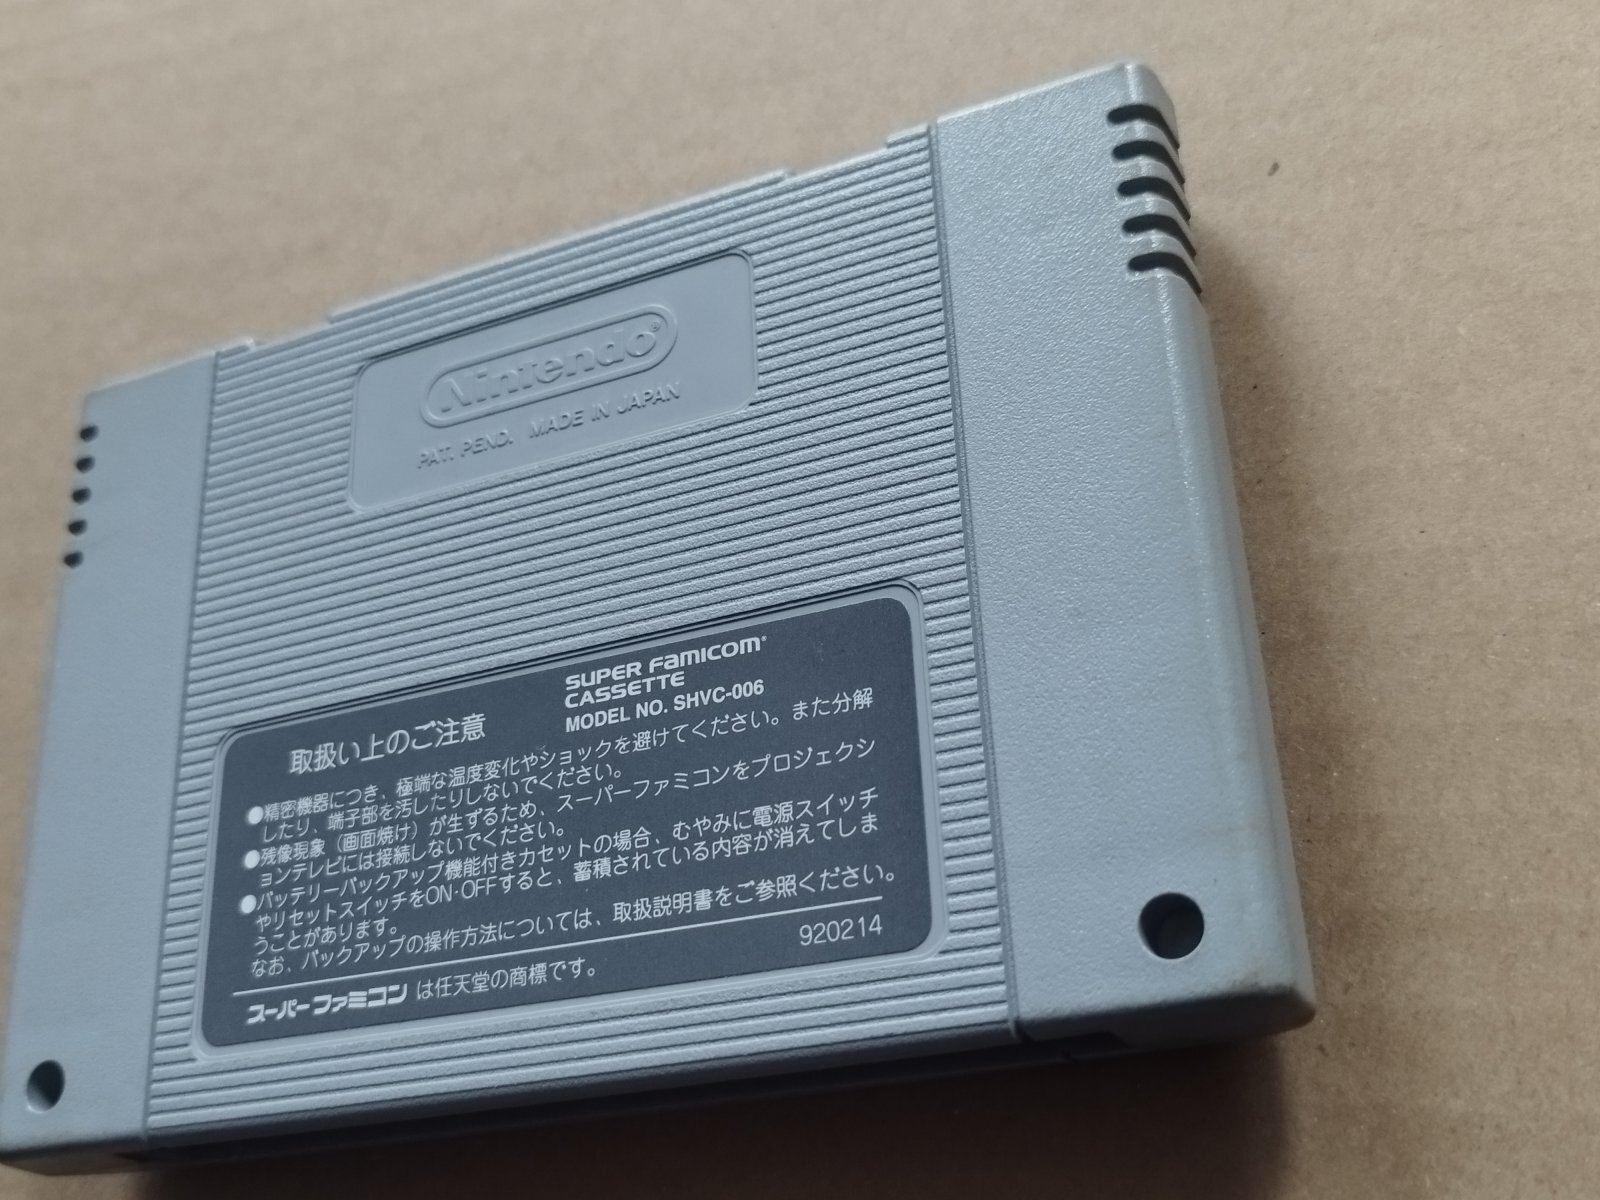 Nintendo®
PAT. PEND. MADE IN JAPAN
SUPER FAMICOM®
CASSETTE
MODEL NO. SHVC-006
取扱い上のご注意
●精密機器につき、極端な温度変化やショックを避けてください。また分解
したり、端子部を汚したりしないでください。
●残像現象(画面焼け)が生ずるため、スーパーファミコンをプロジェクシ
ョンテレビには接続しないでください。
●バッテリーバックアップ機能付きカセットの場合、むやみに電源スイッチ
やリセットスイッチをON・OFFすると、蓄積されている内容が消えてしま
うことがあります。
なお、バックアップの操作方法については、取扱説明書をご参照ください。
920214
スーパーファミコン は任天堂の商標です。